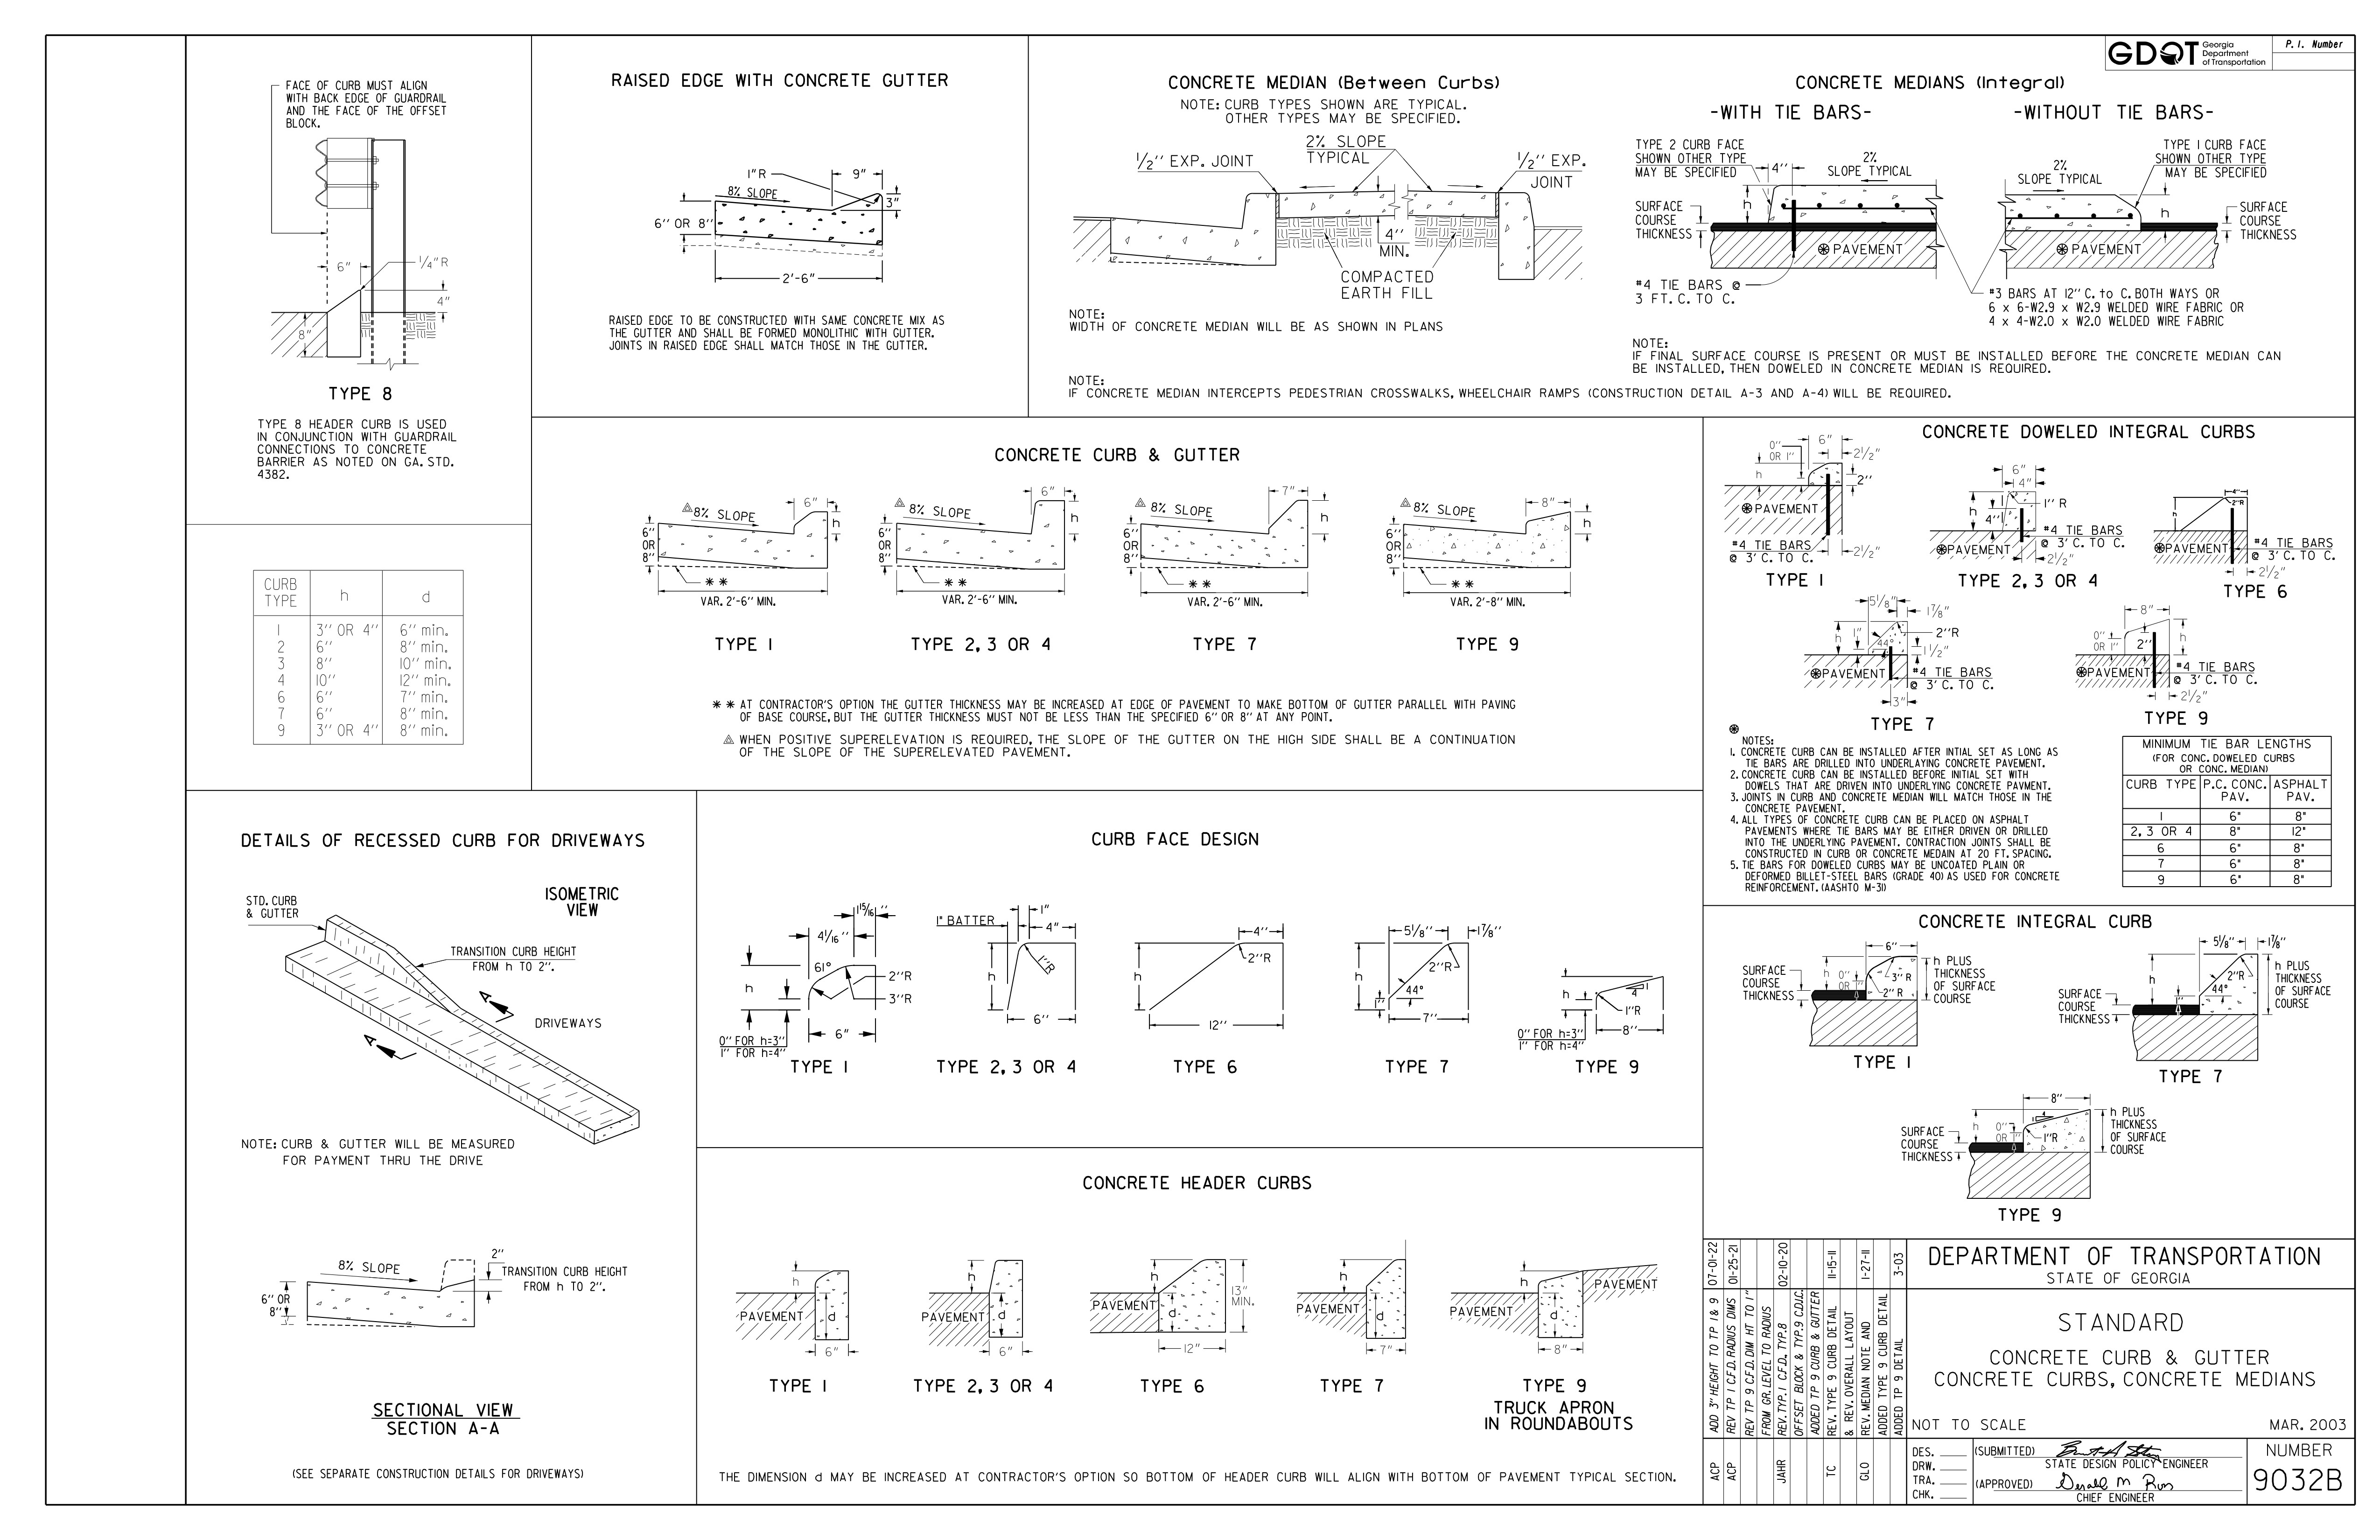 GDOT Georgia
Department
of Transportation
P. I. Number
FACE OF CURB MUST ALIGN
WITH BACK EDGE OF GUARDRAIL
AND THE FACE OF THE OFFSET
BLOCK.
6"
1/4"R
4"
8"
TYPE 8
TYPE 8 HEADER CURB IS USED
IN CONJUNCTION WITH GUARDRAIL
CONNECTIONS TO CONCRETE
BARRIER AS NOTED ON GA. STD.
4382.
CURB TYPE h d
1 3" OR 4" 6" min.
2 6" 8" min.
3 8" 10" min.
4 10" 12" min.
6 6" 7" min.
7 6" 8" min.
9 3" OR 4" 8" min.
RAISED EDGE WITH CONCRETE GUTTER
1"R
9"
8% SLOPE
3"
6" OR 8"
2'-6"
RAISED EDGE TO BE CONSTRUCTED WITH SAME CONCRETE MIX AS
THE GUTTER AND SHALL BE FORMED MONOLITHIC WITH GUTTER.
JOINTS IN RAISED EDGE SHALL MATCH THOSE IN THE GUTTER.
CONCRETE MEDIAN (Between Curbs)
NOTE: CURB TYPES SHOWN ARE TYPICAL.
OTHER TYPES MAY BE SPECIFIED.
2% SLOPE
TYPICAL
1/2" EXP. JOINT
1/2" EXP.
JOINT
4"
MIN.
COMPACTED
EARTH FILL
NOTE:
WIDTH OF CONCRETE MEDIAN WILL BE AS SHOWN IN PLANS
NOTE:
IF CONCRETE MEDIAN INTERCEPTS PEDESTRIAN CROSSWALKS, WHEELCHAIR RAMPS (CONSTRUCTION DETAIL A-3 AND A-4) WILL BE REQUIRED.
CONCRETE MEDIANS (Integral)
-WITH TIE BARS-
-WITHOUT TIE BARS-
TYPE 2 CURB FACE
SHOWN OTHER TYPE
MAY BE SPECIFIED
4"
2%
SLOPE TYPICAL
h
SURFACE
COURSE
THICKNESS
PAVEMENT
#4 TIE BARS @
3 FT. C. TO C.
2%
SLOPE TYPICAL
TYPE 1 CURB FACE
SHOWN OTHER TYPE
MAY BE SPECIFIED
h
SURFACE
COURSE
THICKNESS
PAVEMENT
#3 BARS AT 12" C. to C. BOTH WAYS OR
6 x 6-W2.9 x W2.9 WELDED WIRE FABRIC OR
4 x 4-W2.0 x W2.0 WELDED WIRE FABRIC
NOTE:
IF FINAL SURFACE COURSE IS PRESENT OR MUST BE INSTALLED BEFORE THE CONCRETE MEDIAN CAN
BE INSTALLED, THEN DOWELED IN CONCRETE MEDIAN IS REQUIRED.
CONCRETE CURB & GUTTER
8% SLOPE
6"
h
6"
OR
8"
**
VAR. 2'-6" MIN.
TYPE 1
8% SLOPE
6"
h
6"
OR
8"
**
VAR. 2'-6" MIN.
TYPE 2, 3 OR 4
8% SLOPE
7"
h
6"
OR
8"
**
VAR. 2'-6" MIN.
TYPE 7
8% SLOPE
8"
h
6"
OR
8"
**
VAR. 2'-8" MIN.
TYPE 9
** AT CONTRACTOR'S OPTION THE GUTTER THICKNESS MAY BE INCREASED AT EDGE OF PAVEMENT TO MAKE BOTTOM OF GUTTER PARALLEL WITH PAVING
OF BASE COURSE, BUT THE GUTTER THICKNESS MUST NOT BE LESS THAN THE SPECIFIED 6" OR 8" AT ANY POINT.
WHEN POSITIVE SUPERELEVATION IS REQUIRED, THE SLOPE OF THE GUTTER ON THE HIGH SIDE SHALL BE A CONTINUATION
OF THE SLOPE OF THE SUPERELEVATED PAVEMENT.
CONCRETE DOWELED INTEGRAL CURBS
0"
OR 1"
6"
2 1/2"
h
2"
PAVEMENT
#4 TIE BARS
@ 3' C. TO C.
2 1/2"
TYPE 1
6"
4"
1" R
h
4"
#4 TIE BARS
@ 3' C. TO C.
PAVEMENT
2 1/2"
TYPE 2, 3 OR 4
4"
2"R
h
PAVEMENT
#4 TIE BARS
@ 3' C. TO C.
2 1/2"
TYPE 6
5 1/8"
1 7/8"
2"R
h
1"
44°
1 1/2"
PAVEMENT
#4 TIE BARS
@ 3' C. TO C.
3"
TYPE 7
8"
0"
OR 1"
2"
h
PAVEMENT
#4 TIE BARS
@ 3' C. TO C.
2 1/2"
TYPE 9
NOTES:
1. CONCRETE CURB CAN BE INSTALLED AFTER INTIAL SET AS LONG AS
TIE BARS ARE DRILLED INTO UNDERLAYING CONCRETE PAVEMENT.
2. CONCRETE CURB CAN BE INSTALLED BEFORE INITIAL SET WITH
DOWELS THAT ARE DRIVEN INTO UNDERLYING CONCRETE PAVMENT.
3. JOINTS IN CURB AND CONCRETE MEDIAN WILL MATCH THOSE IN THE
CONCRETE PAVEMENT.
4. ALL TYPES OF CONCRETE CURB CAN BE PLACED ON ASPHALT
PAVEMENTS WHERE TIE BARS MAY BE EITHER DRIVEN OR DRILLED
INTO THE UNDERLYING PAVEMENT. CONTRACTION JOINTS SHALL BE
CONSTRUCTED IN CURB OR CONCRETE MEDAIN AT 20 FT. SPACING.
5. TIE BARS FOR DOWELED CURBS MAY BE UNCOATED PLAIN OR
DEFORMED BILLET-STEEL BARS (GRADE 40) AS USED FOR CONCRETE
REINFORCEMENT. (AASHTO M-31)
MINIMUM TIE BAR LENGTHS
(FOR CONC. DOWELED CURBS
OR CONC. MEDIAN)
CURB TYPE P.C. CONC. PAV. ASPHALT PAV.
1 6" 8"
2, 3 OR 4 8" 12"
6 6" 8"
7 6" 8"
9 6" 8"
DETAILS OF RECESSED CURB FOR DRIVEWAYS
ISOMETRIC
VIEW
STD. CURB
& GUTTER
TRANSITION CURB HEIGHT
FROM h TO 2".
A
DRIVEWAYS
A
NOTE: CURB & GUTTER WILL BE MEASURED
FOR PAYMENT THRU THE DRIVE
8% SLOPE
2"
TRANSITION CURB HEIGHT
FROM h TO 2".
6" OR
8"
SECTIONAL VIEW
SECTION A-A
(SEE SEPARATE CONSTRUCTION DETAILS FOR DRIVEWAYS)
CURB FACE DESIGN
1 15/16"
4 1/16"
61°
h
2"R
3"R
6"
0" FOR h=3"
1" FOR h=4"
TYPE 1
1" BATTER
1"
4"
1"R
h
6"
TYPE 2, 3 OR 4
4"
2"R
h
12"
TYPE 6
5 1/8"
1 7/8"
2"R
h
1"
44°
7"
TYPE 7
h
1
4
1"R
8"
0" FOR h=3"
1" FOR h=4"
TYPE 9
CONCRETE HEADER CURBS
h
PAVEMENT
d
6"
TYPE 1
h
PAVEMENT
d
6"
TYPE 2, 3 OR 4
h
PAVEMENT
d
13"
MIN.
12"
TYPE 6
h
PAVEMENT
d
7"
TYPE 7
h
PAVEMENT
PAVEMENT
d
8"
TYPE 9
TRUCK APRON
IN ROUNDABOUTS
THE DIMENSION d MAY BE INCREASED AT CONTRACTOR'S OPTION SO BOTTOM OF HEADER CURB WILL ALIGN WITH BOTTOM OF PAVEMENT TYPICAL SECTION.
CONCRETE INTEGRAL CURB
6"
SURFACE
COURSE
THICKNESS
h
0"
OR 1"
3" R
2" R
h PLUS
THICKNESS
OF SURFACE
COURSE
TYPE 1
5 1/8"
1 7/8"
h
2"R
44°
1"
SURFACE
COURSE
THICKNESS
h PLUS
THICKNESS
OF SURFACE
COURSE
TYPE 7
8"
4
h
0"
OR 1"
1"R
SURFACE
COURSE
THICKNESS
h PLUS
THICKNESS
OF SURFACE
COURSE
TYPE 9
ACP ADD 3" HEIGHT TO TP 1 & 9 07-01-22
ACP REV TP 1 C.F.D. RADIUS DIMS 01-25-21
REV TP 9 C.F.D. DIM HT TO 1"
FROM GR. LEVEL TO RADIUS
JAHR REV. TYP. 1 C.F.D., TYP. 8 02-10-20
OFFSET BLOCK & TYP. 9 C.D.I.C.
ADDED TP 9 CURB & GUTTER
TC REV. TYPE 9 CURB DETAIL 11-15-11
& REV. OVERALL LAYOUT
GLO REV. MEDIAN NOTE AND 1-27-11
ADDED TYPE 9 CURB DETAIL
ADDED TP 9 DETAIL 3-03
DEPARTMENT OF TRANSPORTATION
STATE OF GEORGIA
STANDARD
CONCRETE CURB & GUTTER
CONCRETE CURBS, CONCRETE MEDIANS
NOT TO SCALE
MAR. 2003
DES.
DRW.
TRA.
CHK.
(SUBMITTED)
STATE DESIGN POLICY ENGINEER
(APPROVED)
CHIEF ENGINEER
NUMBER
9032B